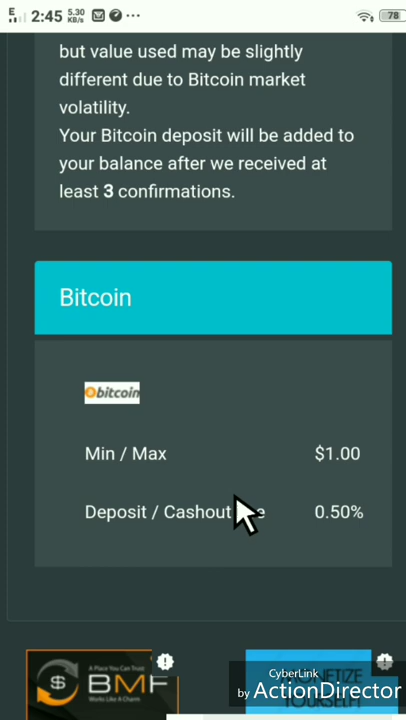 E 2:45 5.30 KB/s ... 78
but value used may be slightly
different due to Bitcoin market
volatility.
Your Bitcoin deposit will be added to
your balance after we received at
least 3 confirmations.
Bitcoin
bitcoin
Min / Max $1.00
Deposit / Cashout 0.50%
A Place You Can Trust
BMF
Works Like A Charm
MONETIZE
YOURSELF!
CyberLink
by ActionDirector